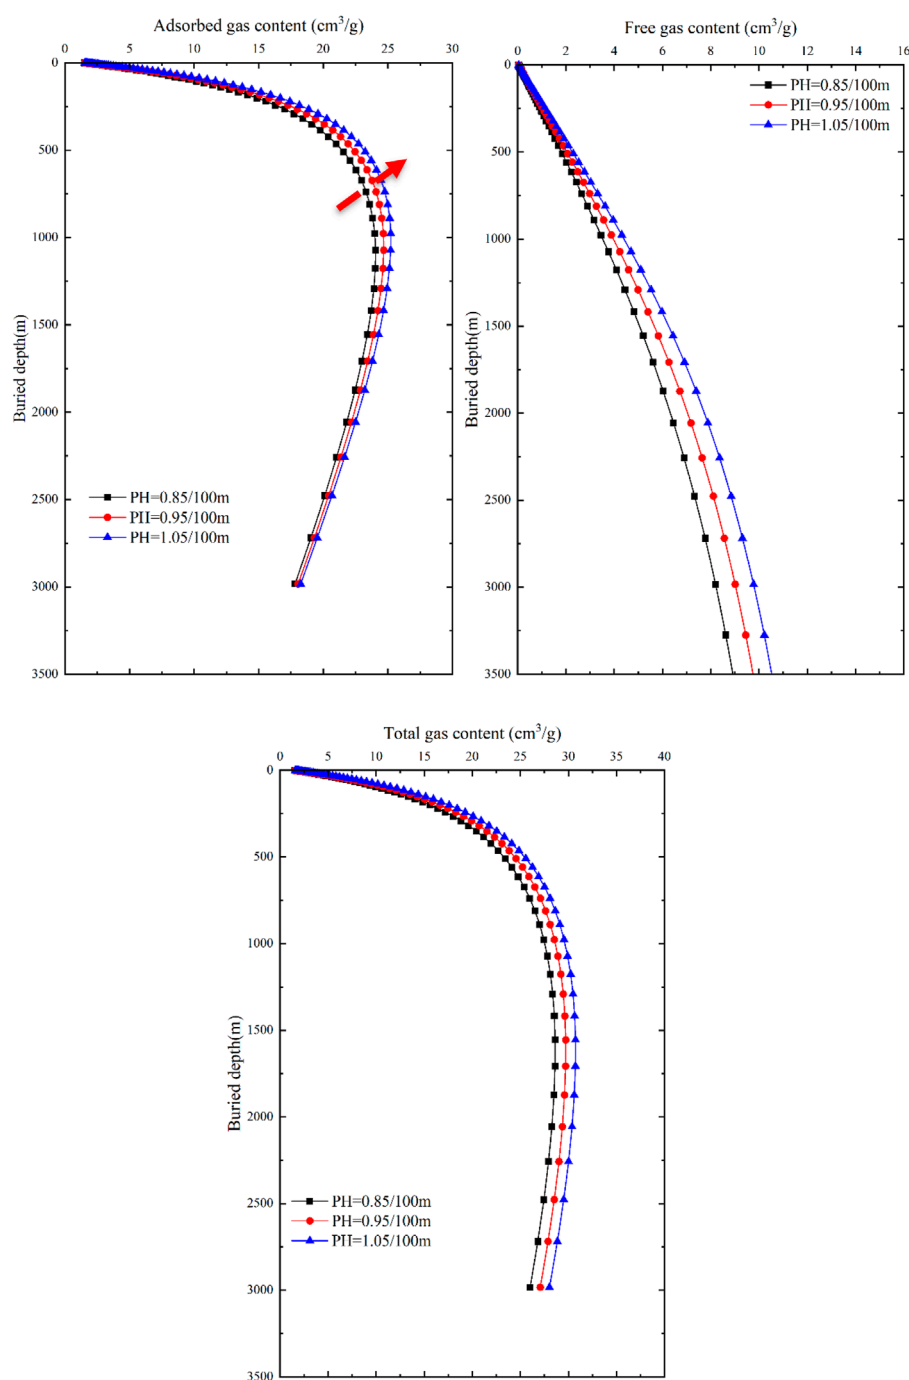 Adsorbed gas content (cm³/g)
0 5 10 15 20 25 30
0
500
1000
1500
2000
2500
3000
3500
Buried depth(m)
PH=0.85/100m
PH=0.95/100m
PH=1.05/100m
Free gas content (cm³/g)
0 2 4 6 8 10 12 14 16
0
500
1000
1500
2000
2500
3000
3500
Buried depth(m)
PH=0.85/100m
PH=0.95/100m
PH=1.05/100m
Total gas content (cm³/g)
0 5 10 15 20 25 30 35 40
0
500
1000
1500
2000
2500
3000
3500
Buried depth(m)
PH=0.85/100m
PH=0.95/100m
PH=1.05/100m